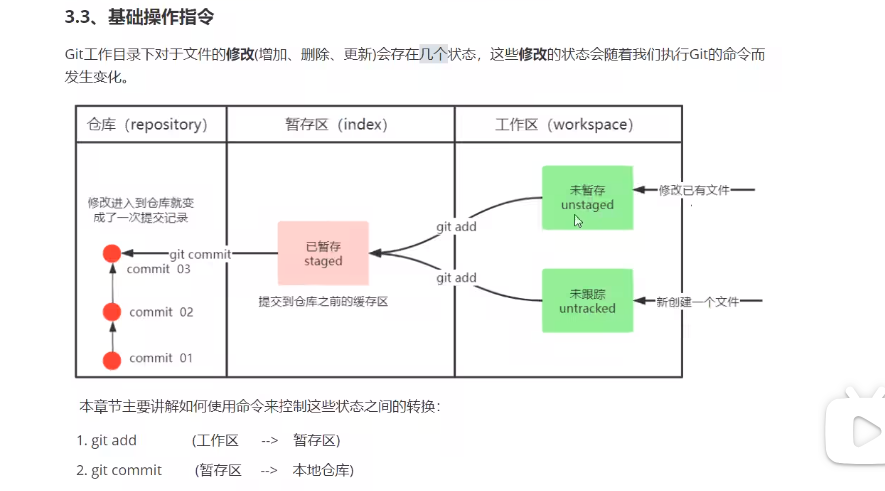 3.3、基础操作指令
Git工作目录下对于文件的修改(增加、删除、更新)会存在几个状态，这些修改的状态会随着我们执行Git的命令而
发生变化。
仓库（repository）
暂存区（index）
工作区（workspace）
修改进入到仓库就变
成了一次提交记录
未暂存
unstaged
修改已有文件
git add
已暂存
staged
git commit
commit 03
git add
未跟踪
untracked
新创建一个文件
提交到仓库之前的缓存区
commit 02
commit 01
本章节主要讲解如何使用命令来控制这些状态之间的转换：
1. git add (工作区 --> 暂存区)
2. git commit (暂存区 --> 本地仓库)